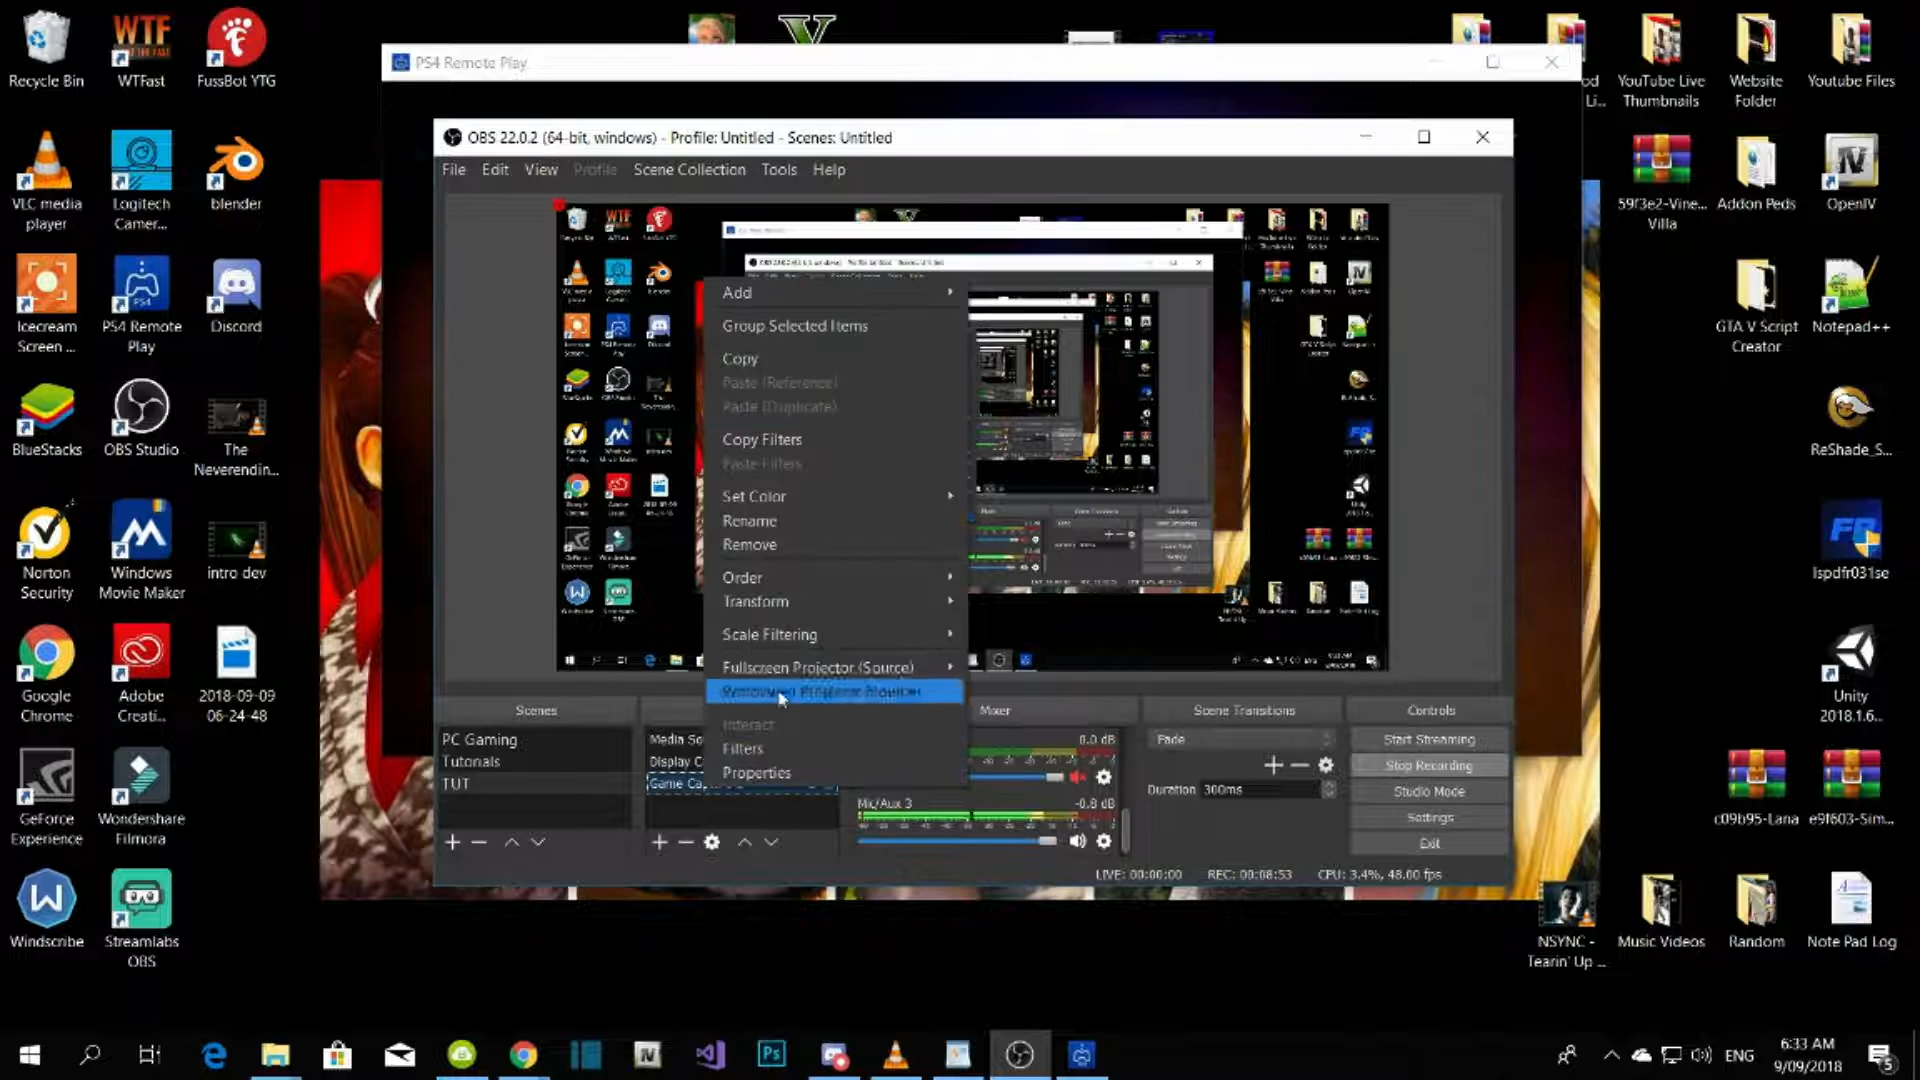 Recycle Bin
WTFast
FussBot YTG
VLC media
player
Logitech
Gamer...
blender
Icecream
Screen ...
PS4 Remote
Play
Discord
BlueStacks
OBS Studio
The
Neverendin...
Norton
Security
Windows
Movie Maker
intro dev
Google
Chrome
Adobe
Creati...
2018-09-09
06-24-48
GeForce
Experience
Wondershare
Filmora
Windscribe
Streamlabs
OBS
PS4 Remote Play
OBS 22.0.2 (64-bit, windows) - Profile: Untitled - Scenes: Untitled
File Edit View Profile Scene Collection Tools Help
Add
Group Selected Items
Copy
Paste (Reference)
Paste (Duplicate)
Copy Filters
Paste Filters
Set Color
Rename
Remove
Order
Transform
Scale Filtering
Fullscreen Projector (Source)
Interact
Filters
Properties
Scenes
PC Gaming
Tutorials
TUT
Media So
Display C
Game Cap
Mixer
0.0 dB
Mic/Aux 3
-0.8 dB
Scene Transitions
Fade
Duration 300ms
Controls
Start Streaming
Stop Recording
Studio Mode
Settings
Exit
LIVE: 00:00:00 REC: 00:08:53 CPU: 3.4%, 48.00 fps
YouTube Live
Thumbnails
Website
Folder
Youtube Files
59f3e2-Vine...
Villa
Addon Peds
OpenIV
GTA V Script
Creator
Notepad++
ReShade_S...
lspdfr031se
Unity
2018.1.6...
c09b95-Lana
e9f603-Sim...
NSYNC -
Tearin' Up ...
Music Videos
Random
Note Pad Log
ENG
6:33 AM
9/09/2018
5